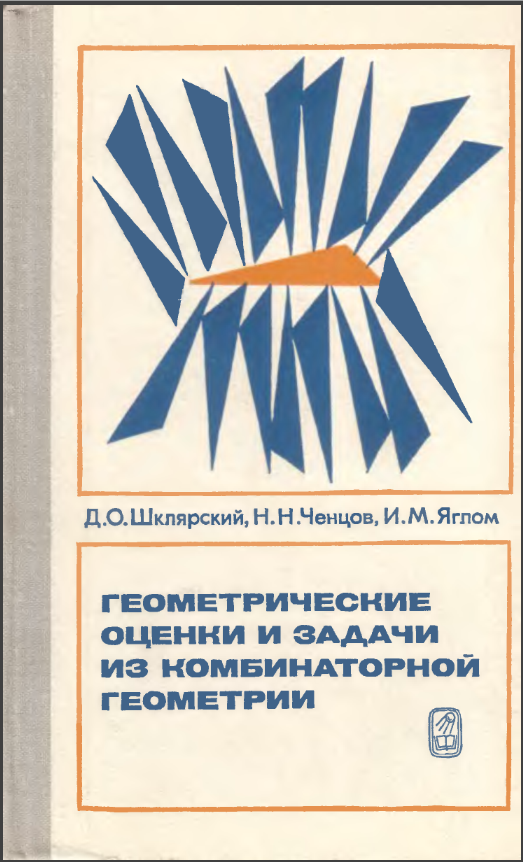 Д.О.Шклярский, Н.Н.Ченцов, И.М.Яглом
ГЕОМЕТРИЧЕСКИЕ
ОЦЕНКИ И ЗАДАЧИ
ИЗ КОМБИНАТОРНОЙ
ГЕОМЕТРИИ